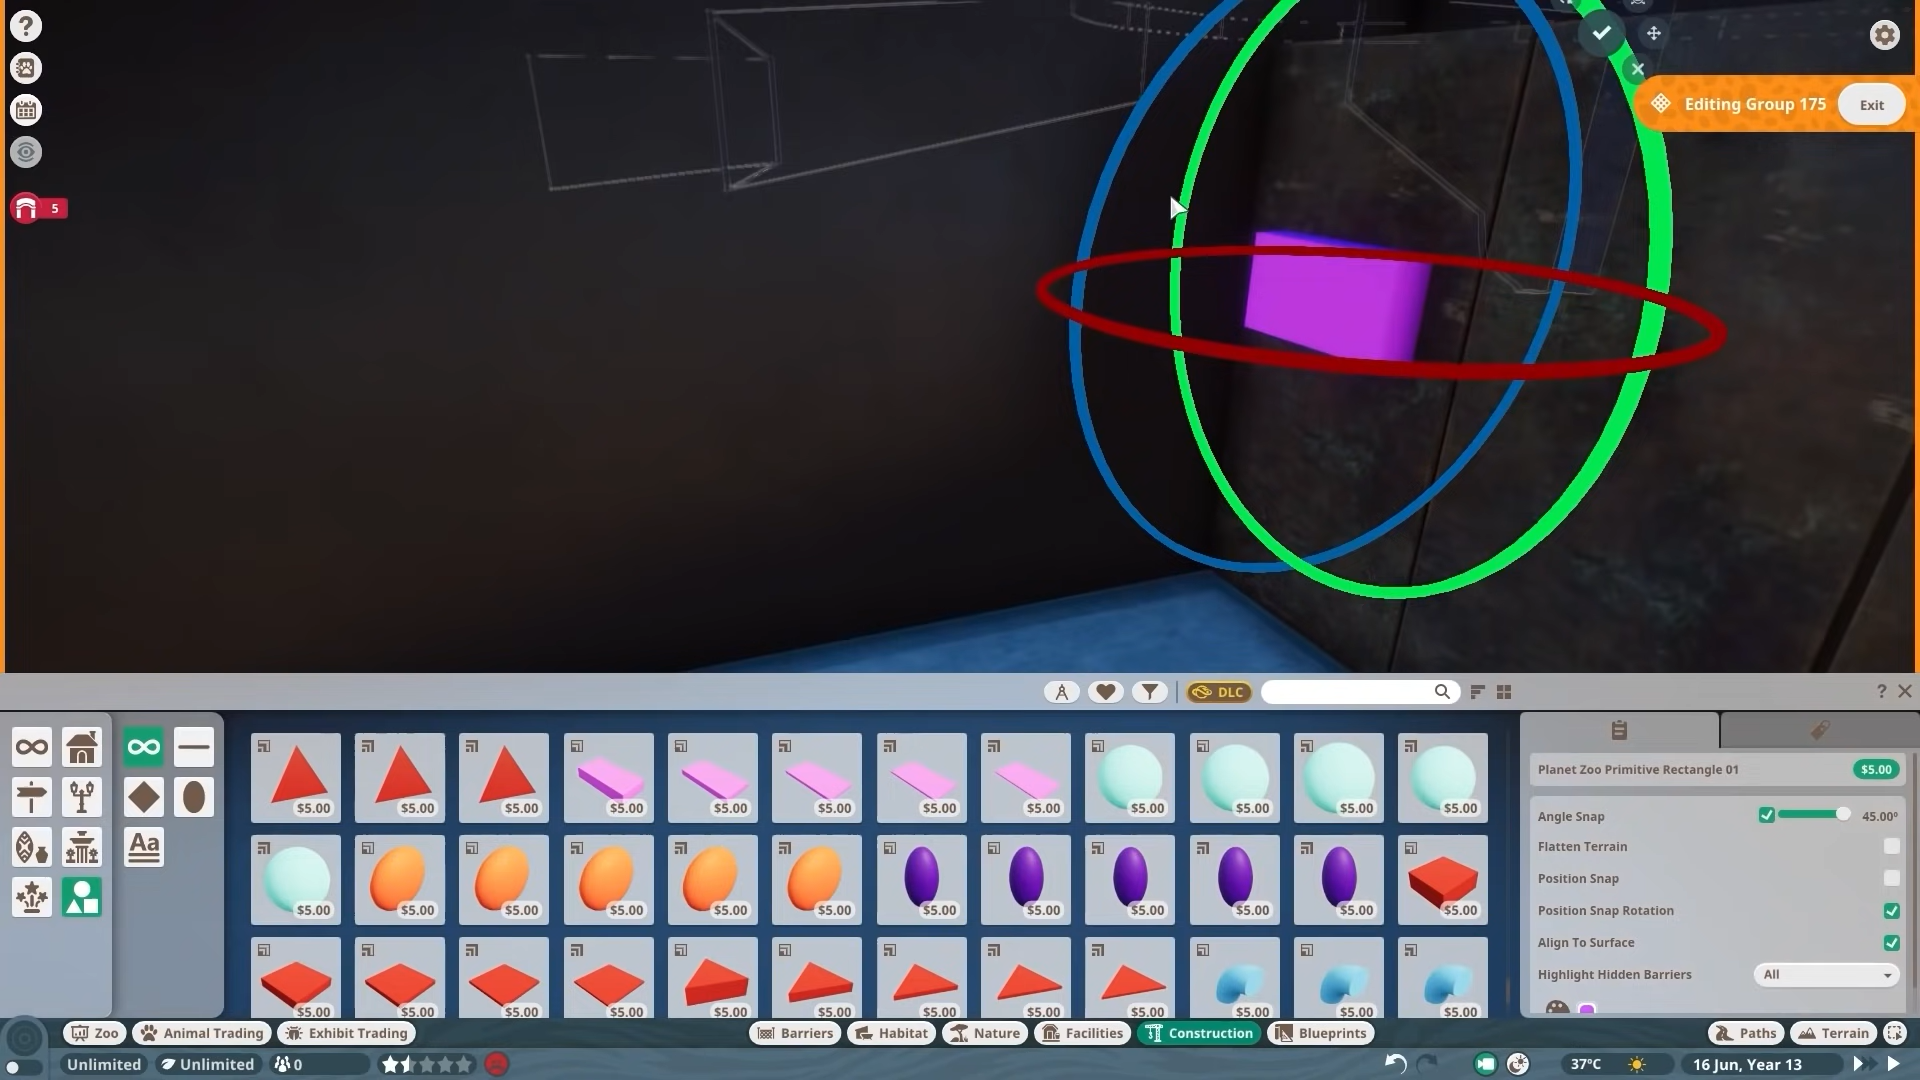 ?
Editing Group 175
Exit
5
DLC
?
$5.00 $5.00 $5.00 $5.00 $5.00 $5.00 $5.00 $5.00 $5.00 $5.00 $5.00 $5.00
$5.00 $5.00 $5.00 $5.00 $5.00 $5.00 $5.00 $5.00 $5.00 $5.00 $5.00 $5.00
$5.00 $5.00 $5.00 $5.00 $5.00 $5.00 $5.00 $5.00 $5.00 $5.00 $5.00 $5.00
Aa
Planet Zoo Primitive Rectangle 01 $5.00
Angle Snap 45.00°
Flatten Terrain
Position Snap
Position Snap Rotation
Align To Surface
Highlight Hidden Barriers All
Zoo Animal Trading Exhibit Trading Barriers Habitat Nature Facilities Construction Blueprints Paths Terrain
Unlimited Unlimited 0 37°C 16 Jun, Year 13